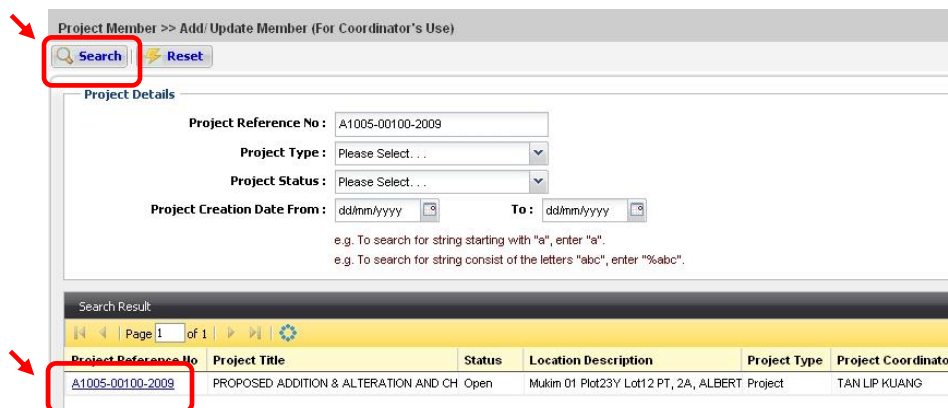 Project Member >> Add/Update Member (For Coordinator's Use)
Search Reset
Project Details
Project Reference No : A1005-00100-2009
Project Type : Please Select. . .
Project Status : Please Select. . .
Project Creation Date From : dd/mm/yyyy To : dd/mm/yyyy
e.g. To search for string starting with "a", enter "a".
e.g. To search for string consist of the letters "abc", enter "%abc".
Search Result
Page 1 of 1
Project Reference No Project Title Status Location Description Project Type Project Coordinato
A1005-00100-2009 PROPOSED ADDITION & ALTERATION AND CH Open Mukim 01 Plot23Y Lot12 PT, 2A, ALBERT Project TAN LIP KUANG